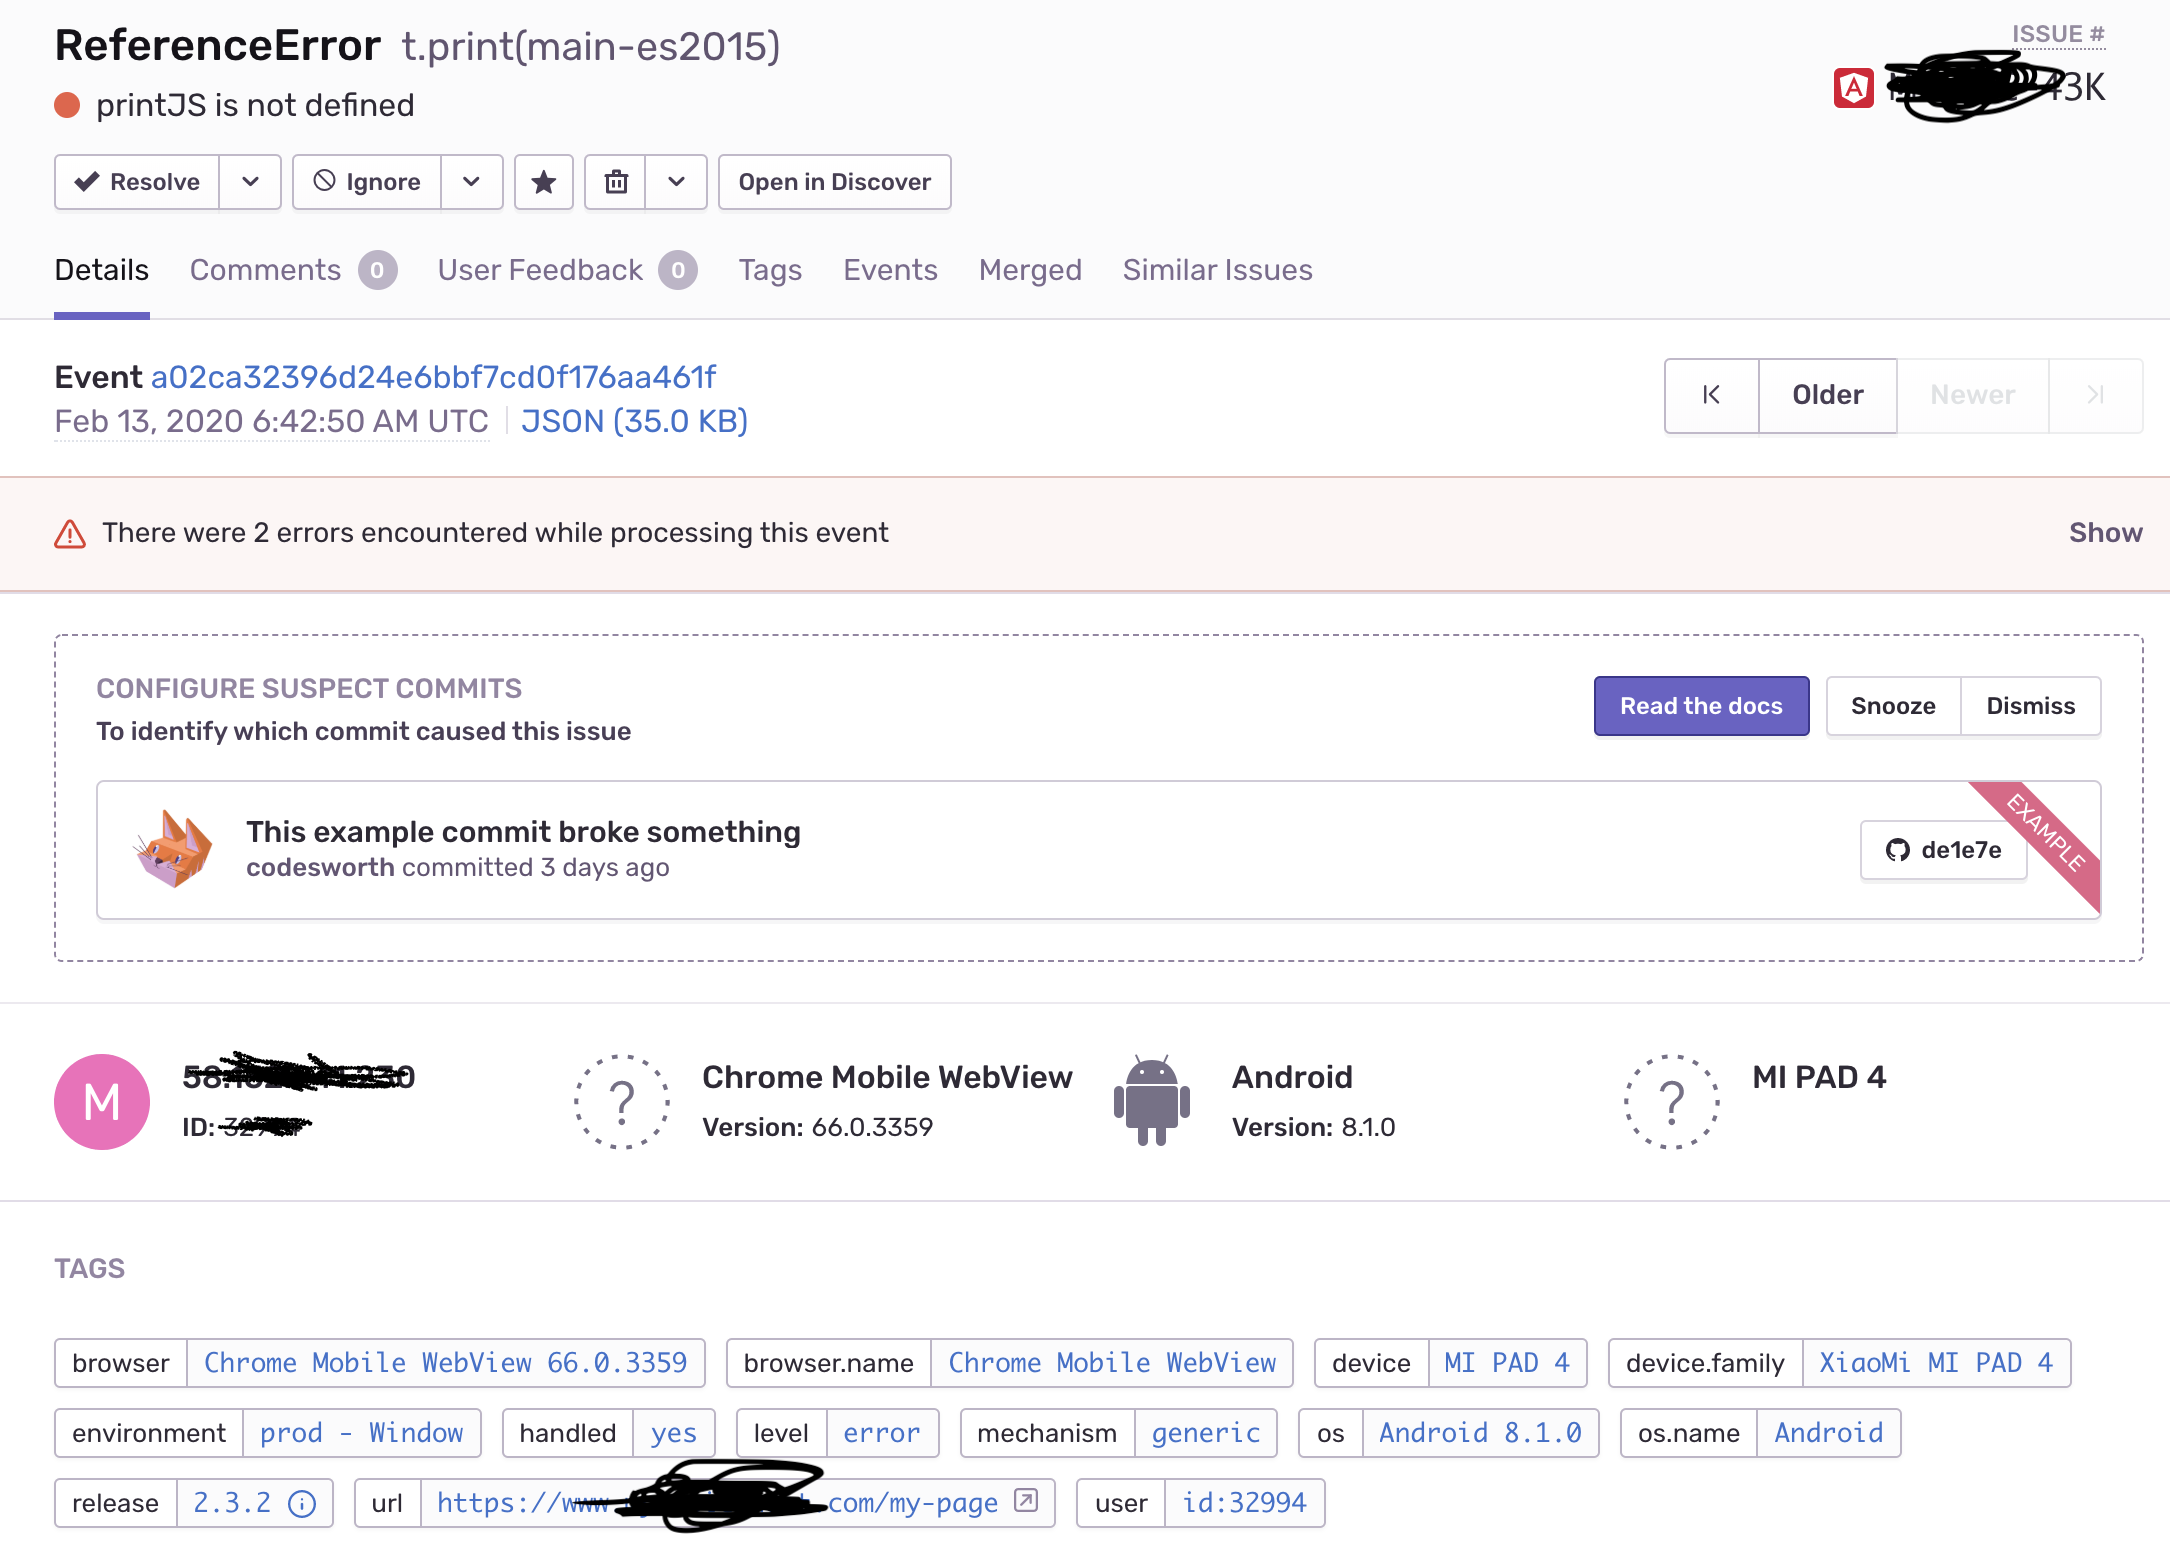 ReferenceError t.print(main-es2015)
ISSUE #
printJS is not defined
43K
Resolve Ignore Open in Discover
Details Comments 0 User Feedback 0 Tags Events Merged Similar Issues
Event a02ca32396d24e6bbf7cd0f176aa461f
Feb 13, 2020 6:42:50 AM UTC JSON (35.0 KB)
Older Newer
There were 2 errors encountered while processing this event Show
CONFIGURE SUSPECT COMMITS
To identify which commit caused this issue
Read the docs Snooze Dismiss
This example commit broke something
codesworth committed 3 days ago
de1e7e
EXAMPLE
M
ID:
Chrome Mobile WebView
Version: 66.0.3359
Android
Version: 8.1.0
MI PAD 4
TAGS
browser Chrome Mobile WebView 66.0.3359 browser.name Chrome Mobile WebView device MI PAD 4 device.family XiaoMi MI PAD 4
environment prod - Window handled yes level error mechanism generic os Android 8.1.0 os.name Android
release 2.3.2 url https://www .com/my-page user id:32994